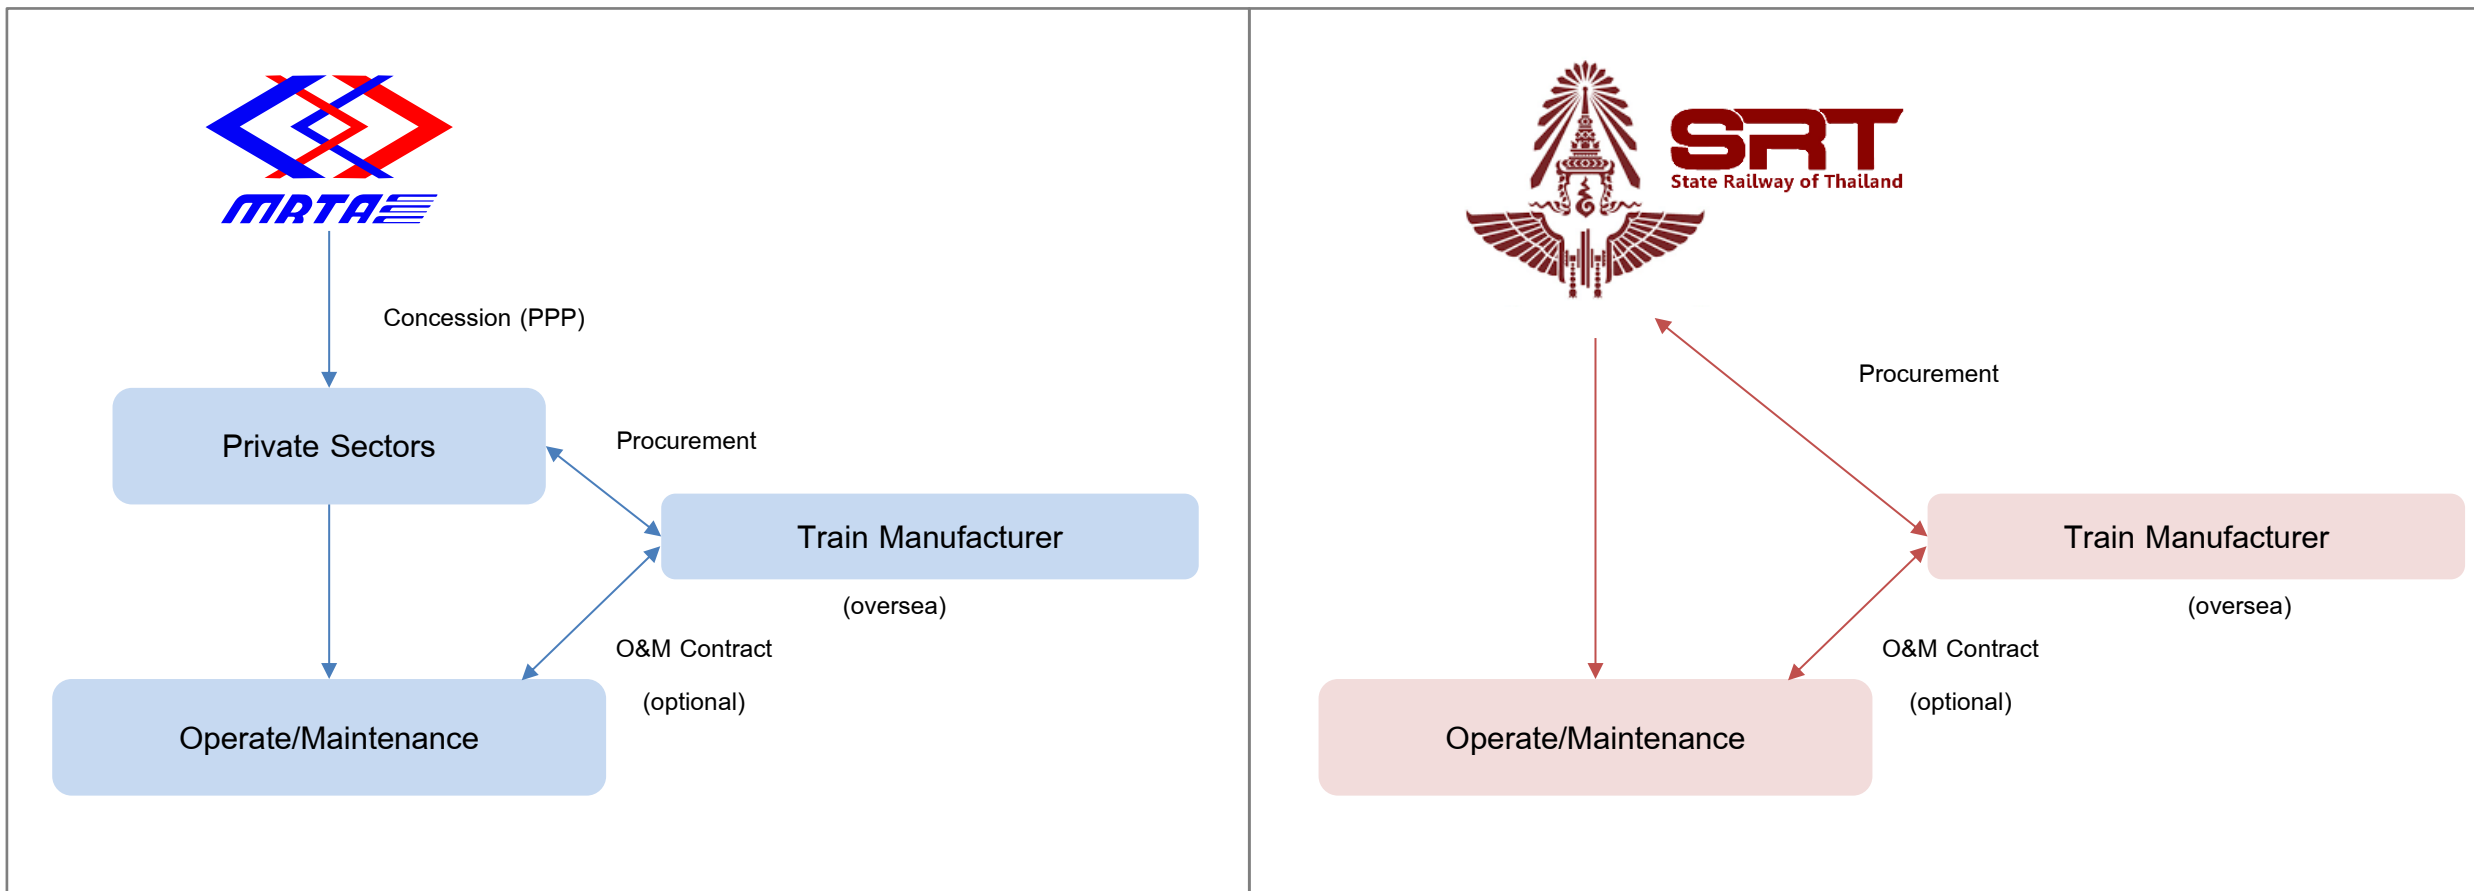 MRTA
Concession (PPP)
Private Sectors
Procurement
Train Manufacturer
(oversea)
O&M Contract
(optional)
Operate/Maintenance
SRT
State Railway of Thailand
Procurement
Train Manufacturer
(oversea)
O&M Contract
(optional)
Operate/Maintenance